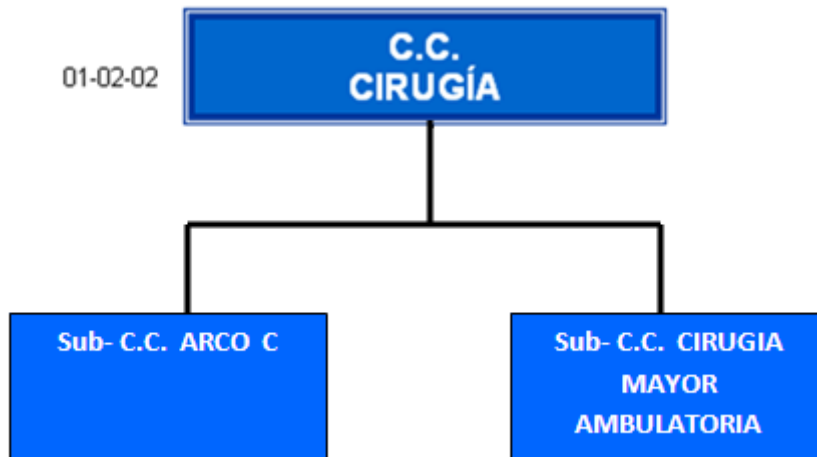 C.C.
01-02-02
CIRUGÍA
Sub- C.C. ARCO C
Sub- C.C. CIRUGIA
MAYOR
AMBULATORIA